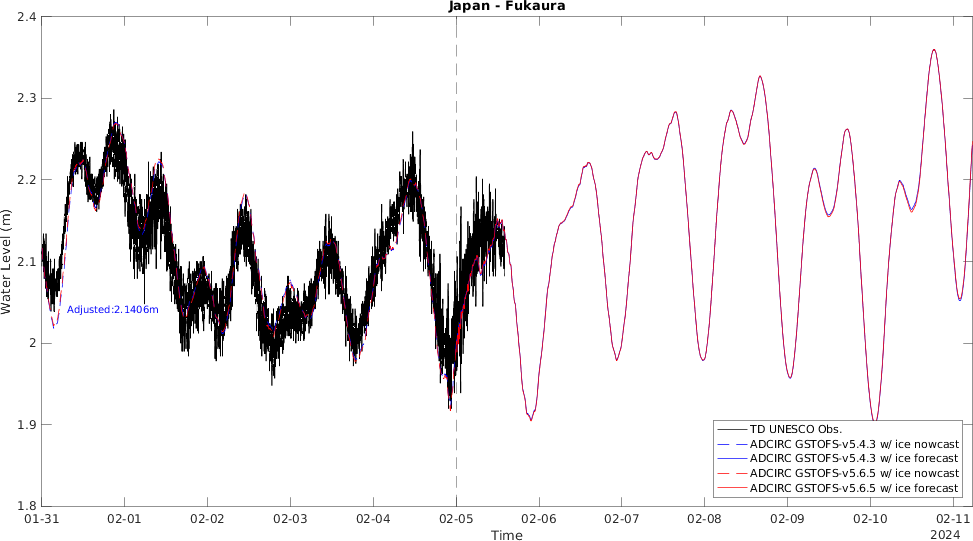 Japan - Fukaura
2.4
2.3
2.2
2.1
2
1.9
1.8
Water Level (m)
Adjusted:2.1406m
TD UNESCO Obs.
ADCIRC GSTOFS-v5.4.3 w/ ice nowcast
ADCIRC GSTOFS-v5.4.3 w/ ice forecast
ADCIRC GSTOFS-v5.6.5 w/ ice nowcast
ADCIRC GSTOFS-v5.6.5 w/ ice forecast
01-31 02-01 02-02 02-03 02-04 02-05 02-06 02-07 02-08 02-09 02-10 02-11
2024
Time